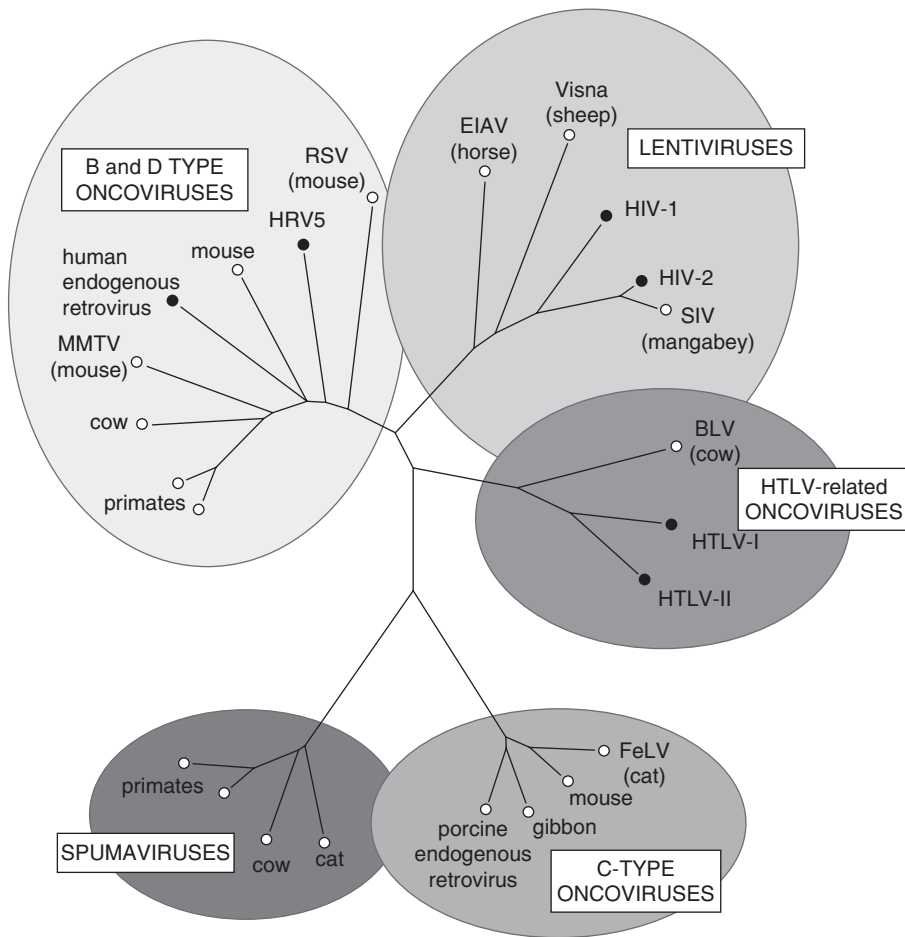 B and D TYPE
ONCOVIRUSES
RSV
(mouse)
HRV5
mouse
human
endogenous
retrovirus
MMTV
(mouse)
cow
primates
Visna
(sheep)
EIAV
(horse)
LENTIVIRUSES
HIV-1
HIV-2
SIV
(mangabey)
BLV
(cow)
HTLV-related
ONCOVIRUSES
HTLV-I
HTLV-II
primates
SPUMAVIRUSES
cow
cat
FeLV
(cat)
mouse
gibbon
porcine
endogenous
retrovirus
C-TYPE
ONCOVIRUSES